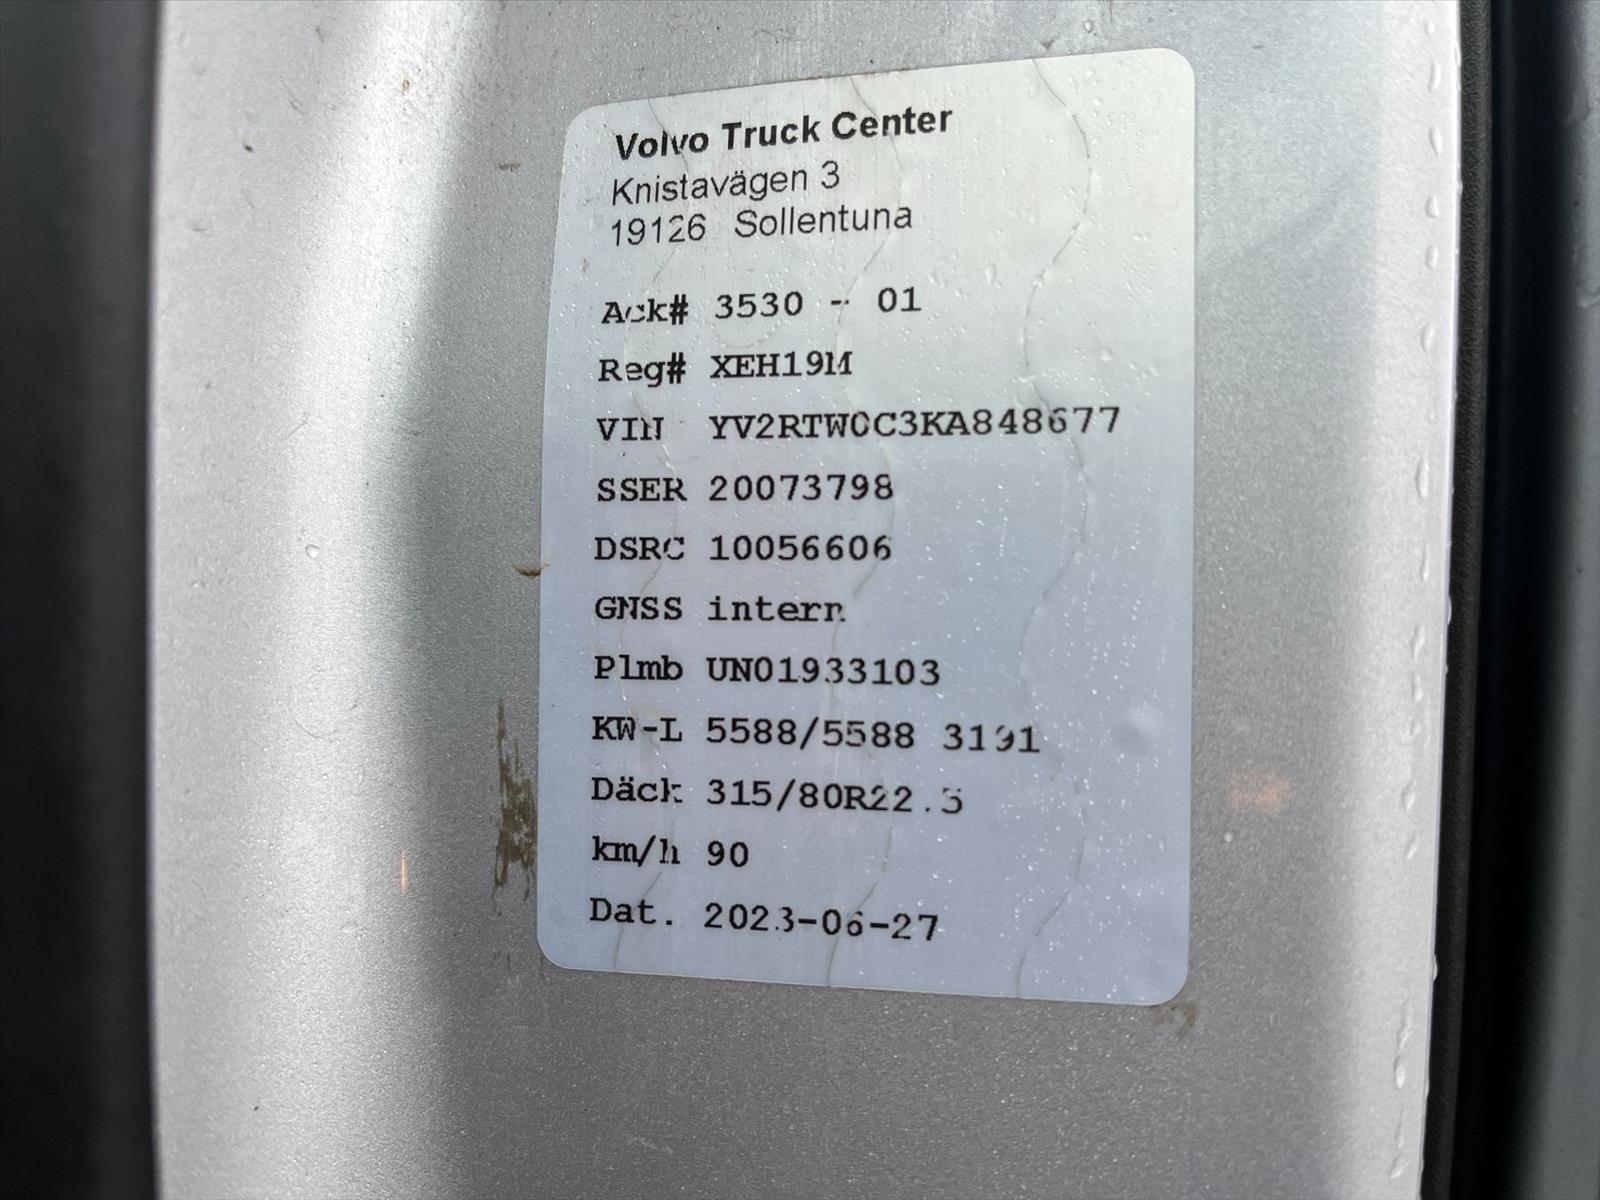 Volvo Truck Center
Knistavägen 3
19126 Sollentuna
Ack# 3530 - 01
Reg# XEH19M
VIN YV2RTW0C3KA848677
SSER 20073798
DSRC 10056606
GNSS intern
Plmb UN01933103
KW-L 5588/5588 3191
Däck 315/80R22.5
km/h 90
Dat. 2023-06-27